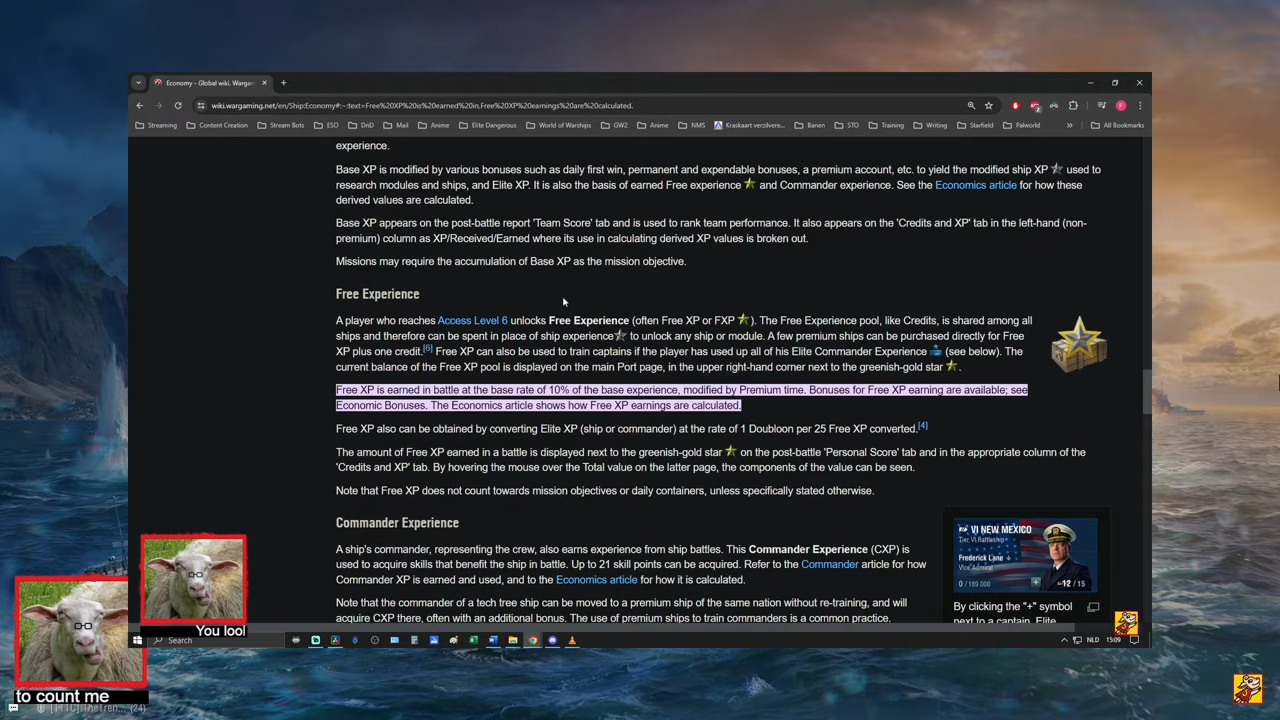 Economy - Global wiki. Wargam
wiki.wargaming.net/en/Ship:Economy#:~:text=Free%20XP%20is%20earned%20in,Free%20XP%20earnings%20are%20calculated.
Streaming Content Creation Stream Bots ESO DnD Mail Anime Elite Dangerous World of Warships GW2 Anime NMS Kraskaart verzilvere... Banen STO Training Writing Starfield Palworld » All Bookmarks
experience.
Base XP is modified by various bonuses such as daily first win, permanent and expendable bonuses, a premium account, etc. to yield the modified ship XP used to
research modules and ships, and Elite XP. It is also the basis of earned Free experience and Commander experience. See the Economics article for how these
derived values are calculated.
Base XP appears on the post-battle report 'Team Score' tab and is used to rank team performance. It also appears on the 'Credits and XP' tab in the left-hand (non-
premium) column as XP/Received/Earned where its use in calculating derived XP values is broken out.
Missions may require the accumulation of Base XP as the mission objective.
Free Experience
A player who reaches Access Level 6 unlocks Free Experience (often Free XP or FXP ). The Free Experience pool, like Credits, is shared among all
ships and therefore can be spent in place of ship experience to unlock any ship or module. A few premium ships can be purchased directly for Free
XP plus one credit.[6] Free XP can also be used to train captains if the player has used up all of his Elite Commander Experience (see below). The
current balance of the Free XP pool is displayed on the main Port page, in the upper right-hand corner next to the greenish-gold star .
Free XP is earned in battle at the base rate of 10% of the base experience, modified by Premium time. Bonuses for Free XP earning are available; see
Economic Bonuses. The Economics article shows how Free XP earnings are calculated.
Free XP also can be obtained by converting Elite XP (ship or commander) at the rate of 1 Doubloon per 25 Free XP converted.[4]
The amount of Free XP earned in a battle is displayed next to the greenish-gold star on the post-battle 'Personal Score' tab and in the appropriate column of the
'Credits and XP' tab. By hovering the mouse over the Total value on the latter page, the components of the value can be seen.
Note that Free XP does not count towards mission objectives or daily containers, unless specifically stated otherwise.
Commander Experience
A ship's commander, representing the crew, also earns experience from ship battles. This Commander Experience (CXP) is
used to acquire skills that benefit the ship in battle. Up to 21 skill points can be acquired. Refer to the Commander article for how
Commander XP is earned and used, and to the Economics article for how it is calculated.
Note that the commander of a tech tree ship can be moved to a premium ship of the same nation without re-training, and will
acquire CXP there, often with an additional bonus. The use of premium ships to train commanders is a common practice.
VI NEW MEXICO
Tier VI Battleship
Frederick Lane
Vice Admiral
0 / 189 000
12 / 15
By clicking the "+" symbol
next to a captain, Elite
You lool
Search
NLD 15:09
to count me
(24)